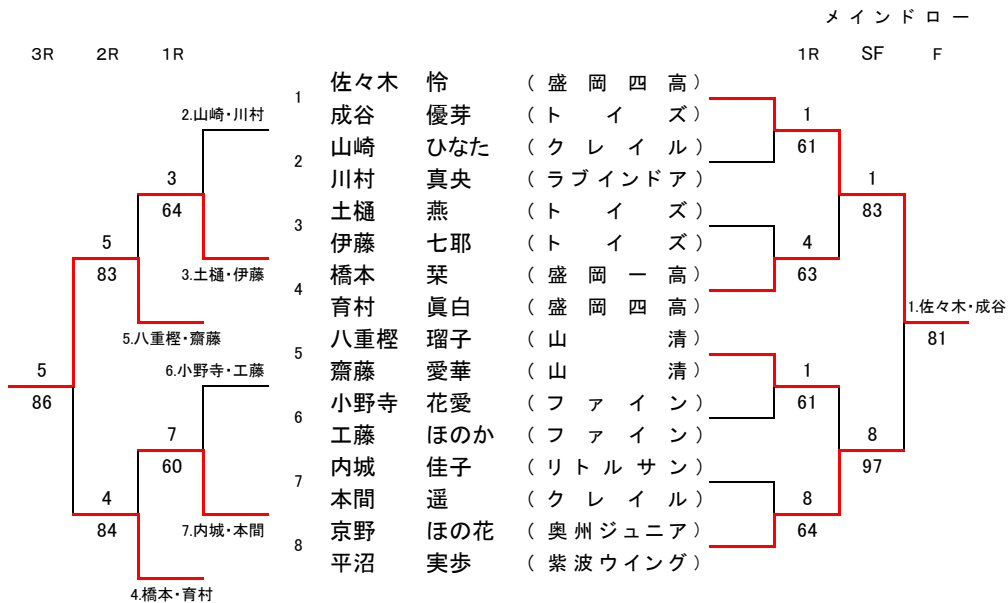 メインドロー
3R 2R 1R 1R SF F
佐々木 怜 (盛岡四高)
1
2.山崎・川村 成谷 優芽 (トイズ) 1
山崎 ひなた (クレイル) 61
2
3 川村 真央 (ラブインドア) 1
64 土樋 燕 (トイズ) 83
3
5 伊藤 七耶 (トイズ) 4
83 3.土樋・伊藤 橋本 栞 (盛岡一高) 63
4
育村 眞白 (盛岡四高) 1.佐々木・成谷
5.八重樫・齋藤 八重樫 瑠子 (山清) 81
5
5 6.小野寺・工藤 齋藤 愛華 (山清) 1
86 小野寺 花愛 (ファイン) 61
6
7 工藤 ほのか (ファイン) 8
60 内城 佳子 (リトルサン) 97
7
4 本間 遥 (クレイル) 8
84 7.内城・本間 京野 ほの花 (奥州ジュニア) 64
8
平沼 実歩 (紫波ウイング)
4.橋本・育村